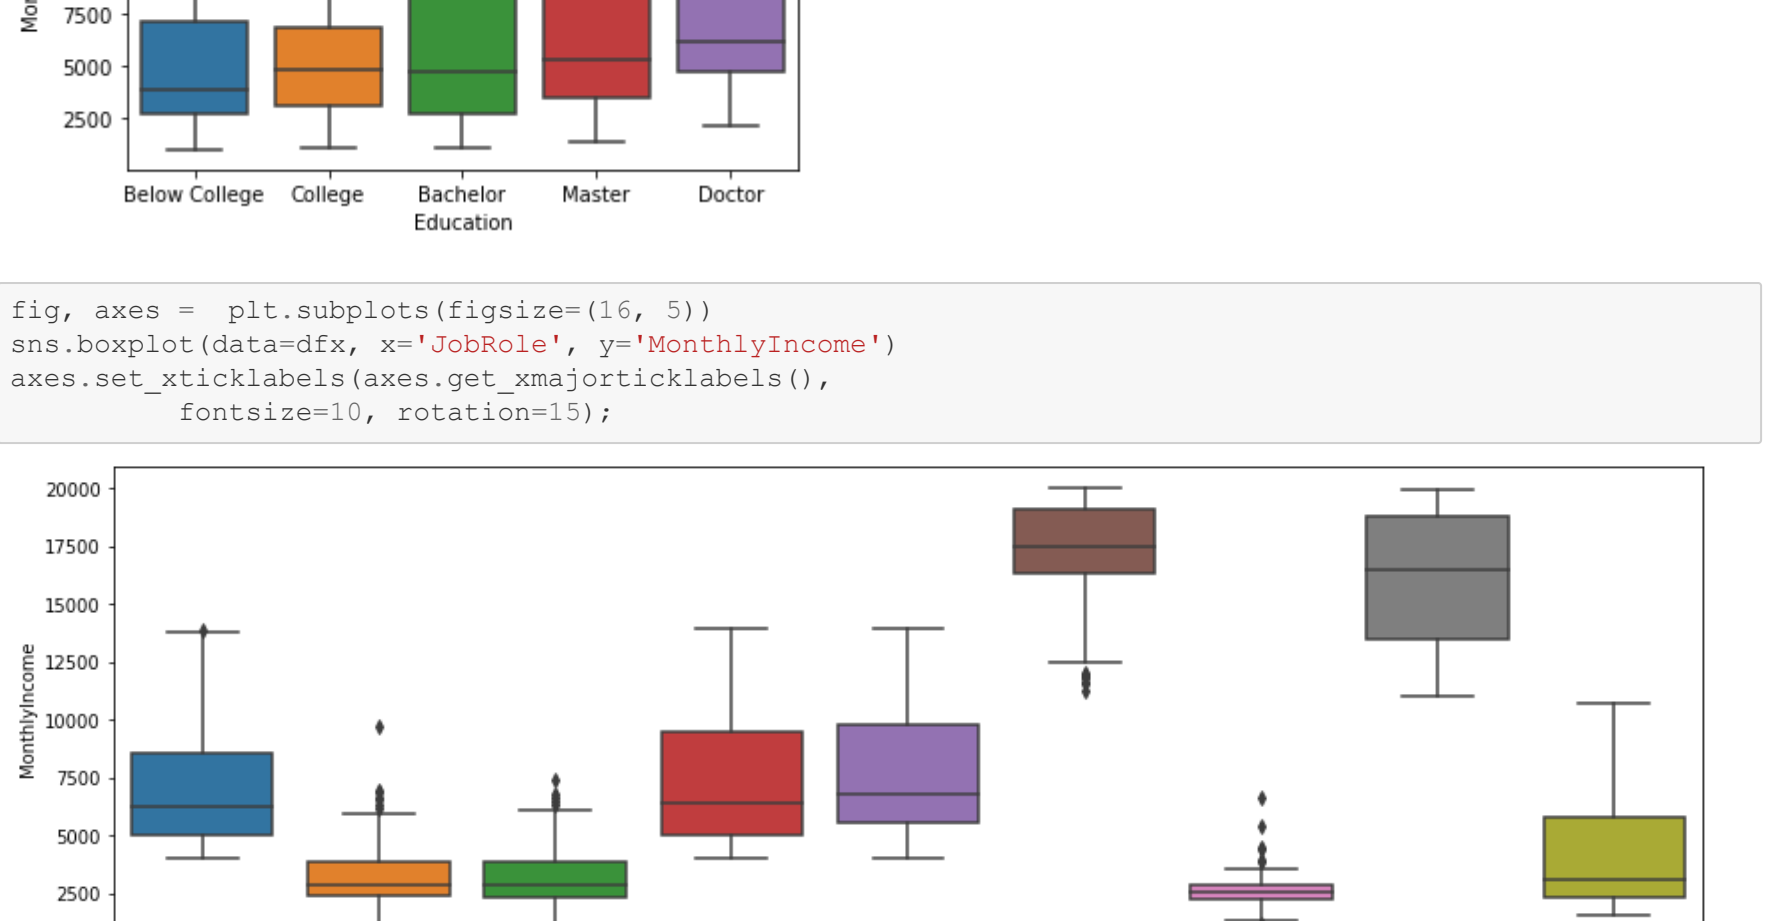 7500
5000
2500
Below College College Bachelor Master Doctor
Education
fig, axes =  plt.subplots(figsize=(16, 5))
sns.boxplot(data=dfx, x='JobRole', y='MonthlyIncome')
axes.set_xticklabels(axes.get_xmajorticklabels(),
          fontsize=10, rotation=15);
20000
17500
15000
12500
10000
7500
5000
2500
MonthlyIncome